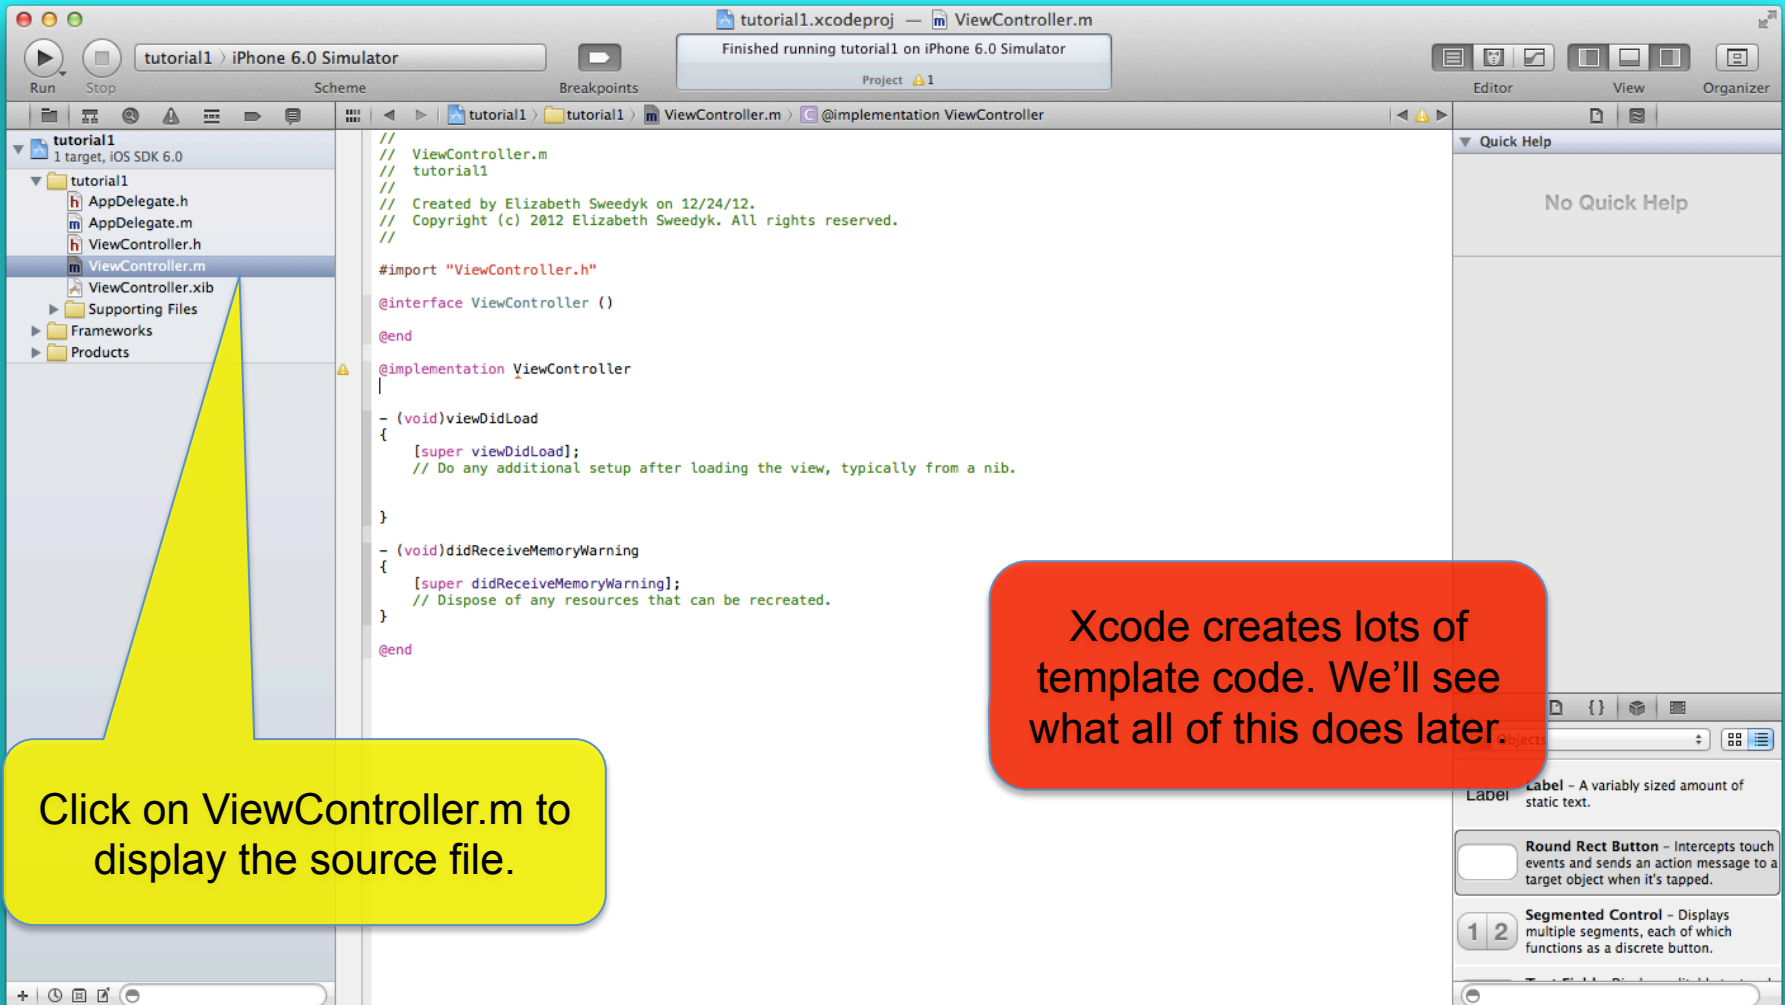 tutorial1.xcodeproj — m ViewController.m
tutorial1 〉 iPhone 6.0 Simulator
Finished running tutorial1 on iPhone 6.0 Simulator
Project 1
Run Stop Scheme Breakpoints Editor View Organizer
tutorial1 〉 tutorial1 〉 m ViewController.m 〉 C @implementation ViewController
tutorial1
1 target, iOS SDK 6.0
tutorial1
h AppDelegate.h
m AppDelegate.m
h ViewController.h
m ViewController.m
ViewController.xib
Supporting Files
Frameworks
Products
//
// ViewController.m
// tutorial1
//
// Created by Elizabeth Sweedyk on 12/24/12.
// Copyright (c) 2012 Elizabeth Sweedyk. All rights reserved.
//
#import "ViewController.h"
@interface ViewController ()
@end
@implementation ViewController
- (void)viewDidLoad
{
[super viewDidLoad];
// Do any additional setup after loading the view, typically from a nib.
}
- (void)didReceiveMemoryWarning
{
[super didReceiveMemoryWarning];
// Dispose of any resources that can be recreated.
}
@end
Click on ViewController.m to
display the source file.
Xcode creates lots of
template code. We’ll see
what all of this does later.
Quick Help
No Quick Help
{}
Objects
Label
Label – A variably sized amount of
static text.
Round Rect Button – Intercepts touch
events and sends an action message to a
target object when it's tapped.
1 2
Segmented Control – Displays
multiple segments, each of which
functions as a discrete button.